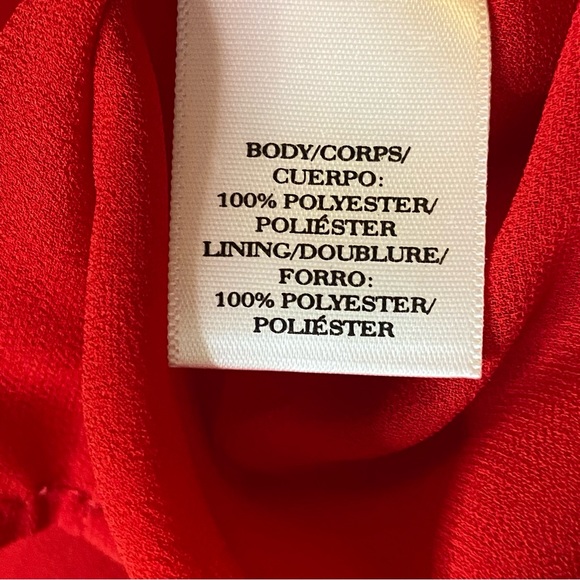 BODY/CORPS/
CUERPO:
100% POLYESTER/
POLIÉSTER
LINING/DOUBLURE/
FORRO:
100% POLYESTER/
POLIÉSTER